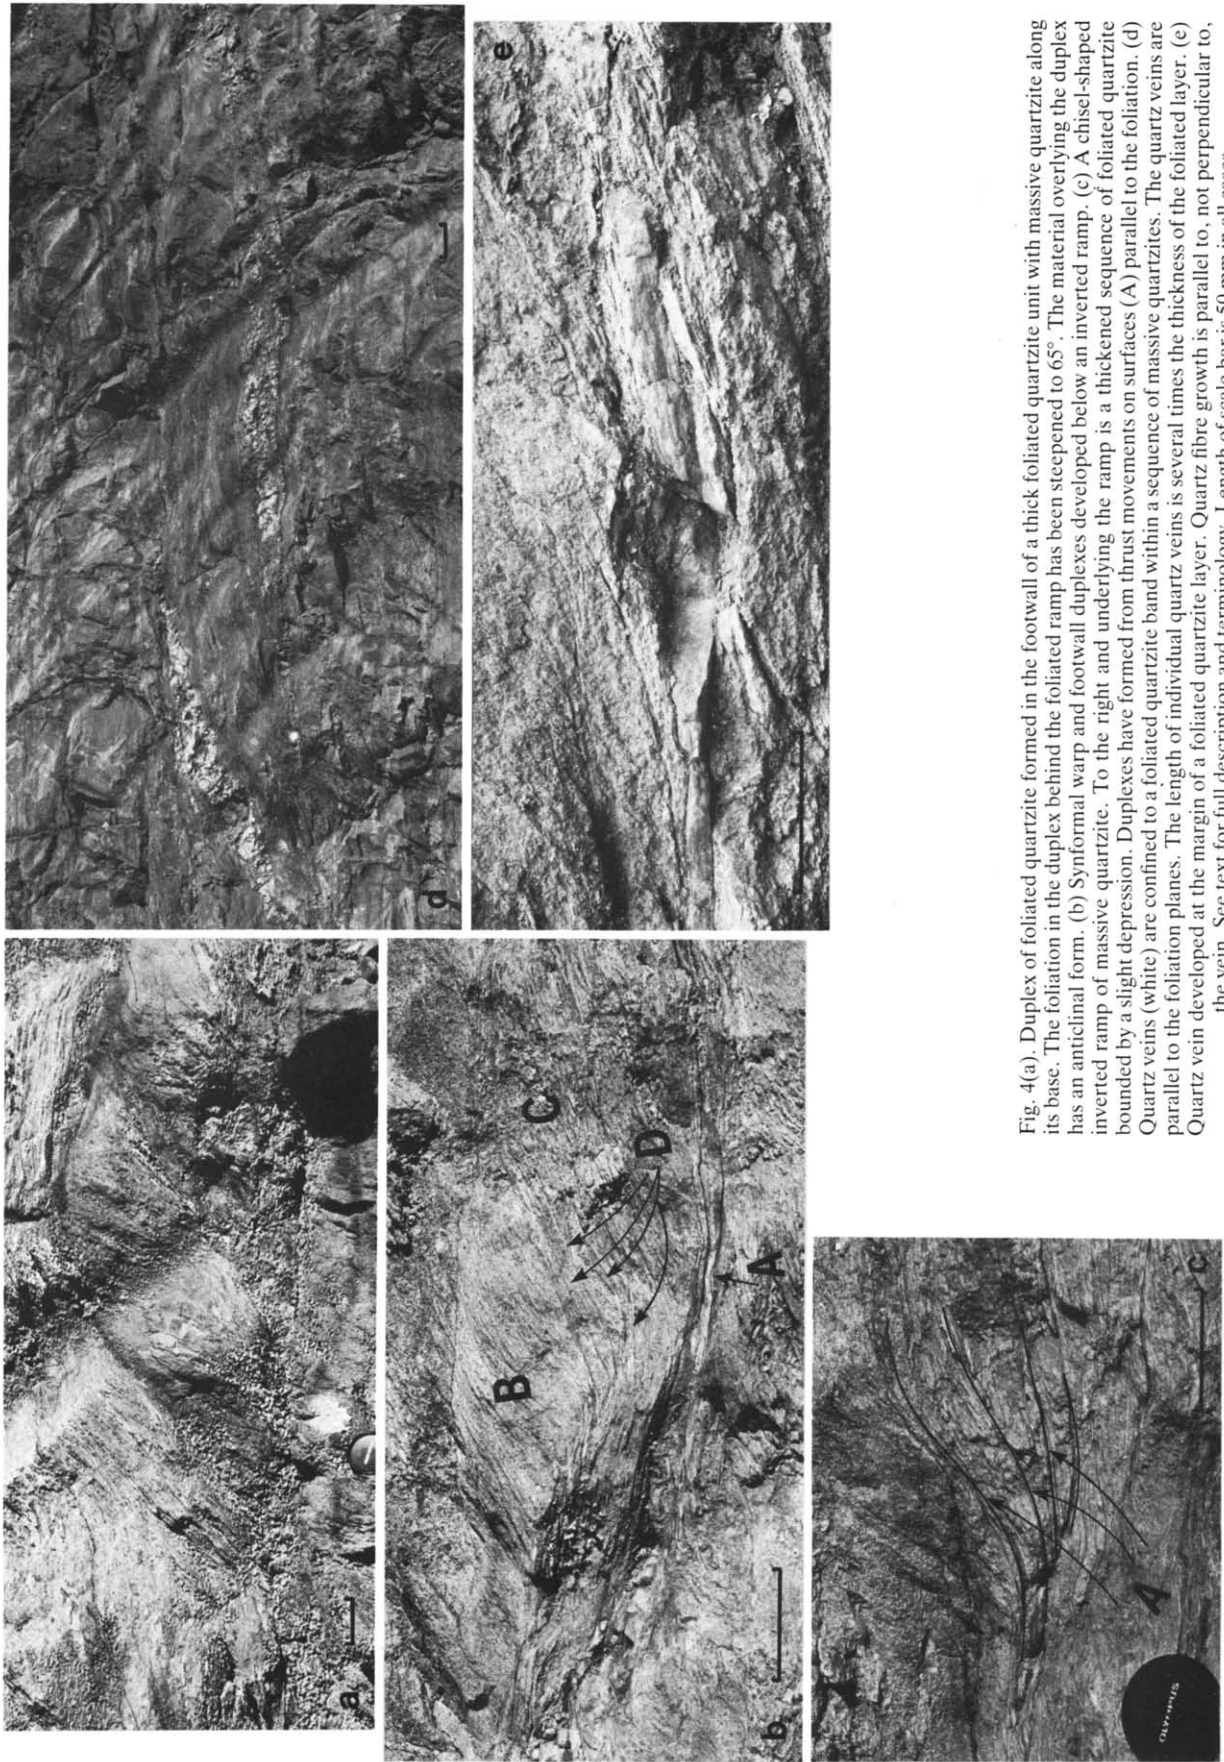 d
e
a
b
B
C
D
A
c
A
OLYMPUS
Fig. 4(a). Duplex of foliated quartzite formed in the footwall of a thick foliated quartzite unit with massive quartzite along
its base. The foliation in the duplex behind the foliated ramp has been steepened to 65°. The material overlying the duplex
has an anticlinal form. (b) Synformal warp and footwall duplexes developed below an inverted ramp. (c) A chisel-shaped
inverted ramp of massive quartzite. To the right and underlying the ramp is a thickened sequence of foliated quartzite
bounded by a slight depression. Duplexes have formed from thrust movements on surfaces (A) parallel to the foliation. (d)
Quartz veins (white) are confined to a foliated quartzite band within a sequence of massive quartzites. The quartz veins are
parallel to the foliation planes. The length of individual quartz veins is several times the thickness of the foliated layer. (e)
Quartz vein developed at the margin of a foliated quartzite layer. Quartz fibre growth is parallel to, not perpendicular to,
the vein. See text for full description and terminology. Length of scale bar is 50 mm in all cases.